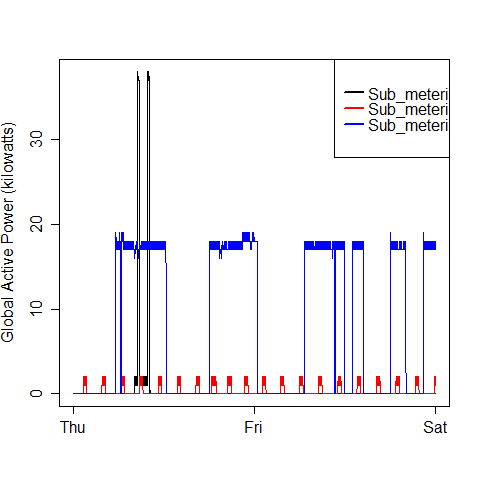 Global Active Power (kilowatts)
30
20
10
0
Sub_meteri
Sub_meteri
Sub_meteri
Thu
Fri
Sat